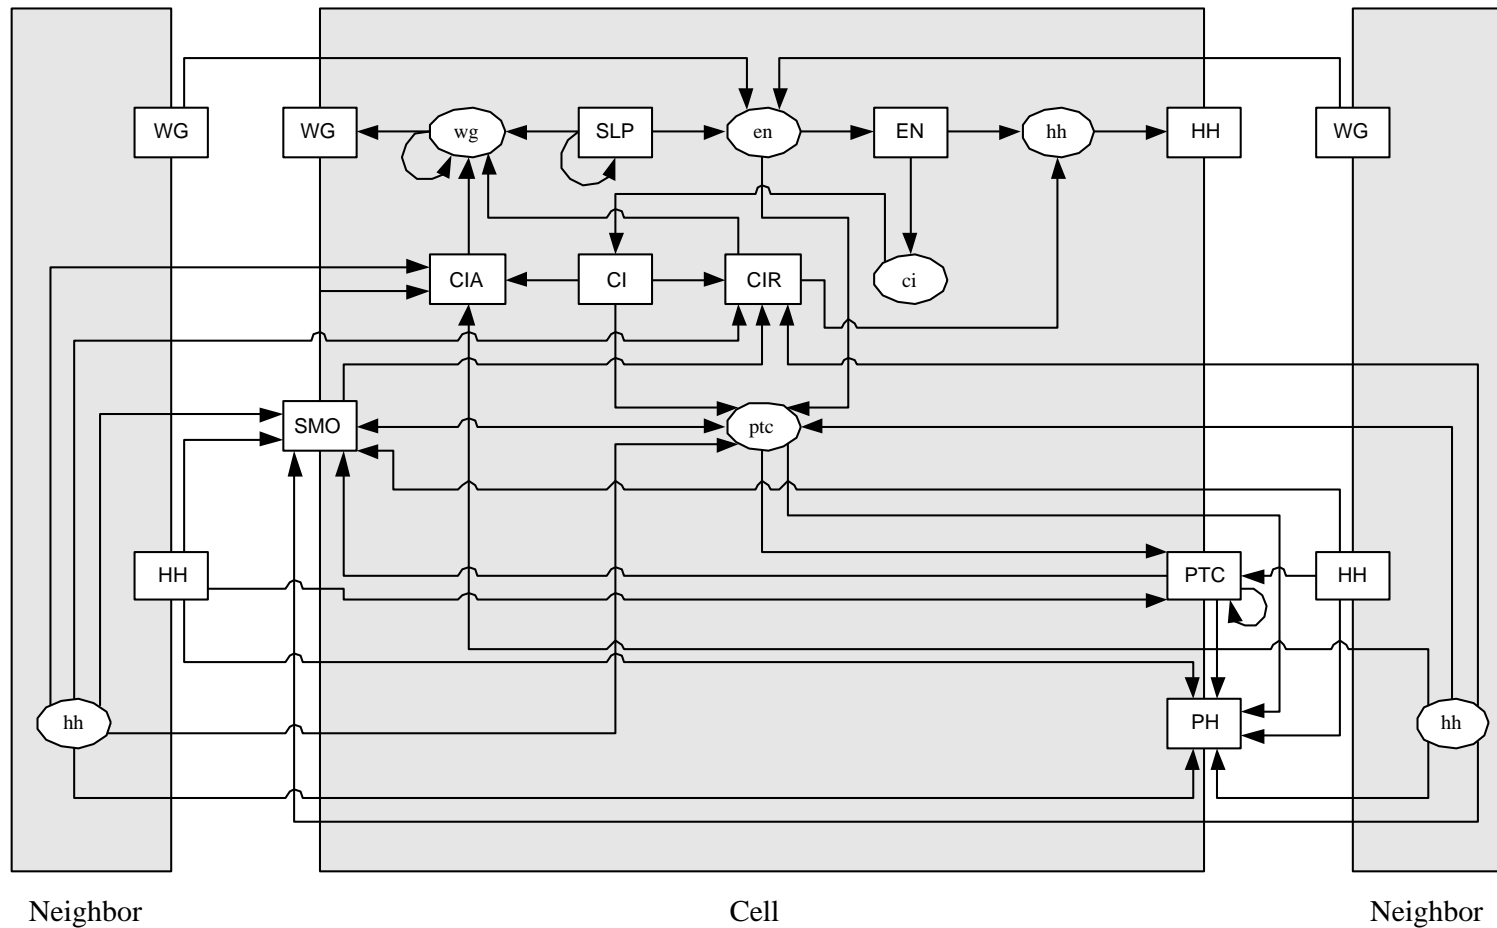 WG
WG
wg
SLP
en
EN
hh
HH
WG
CIA
CI
CIR
ci
SMO
ptc
HH
PTC
HH
hh
PH
hh
Neighbor
Cell
Neighbor